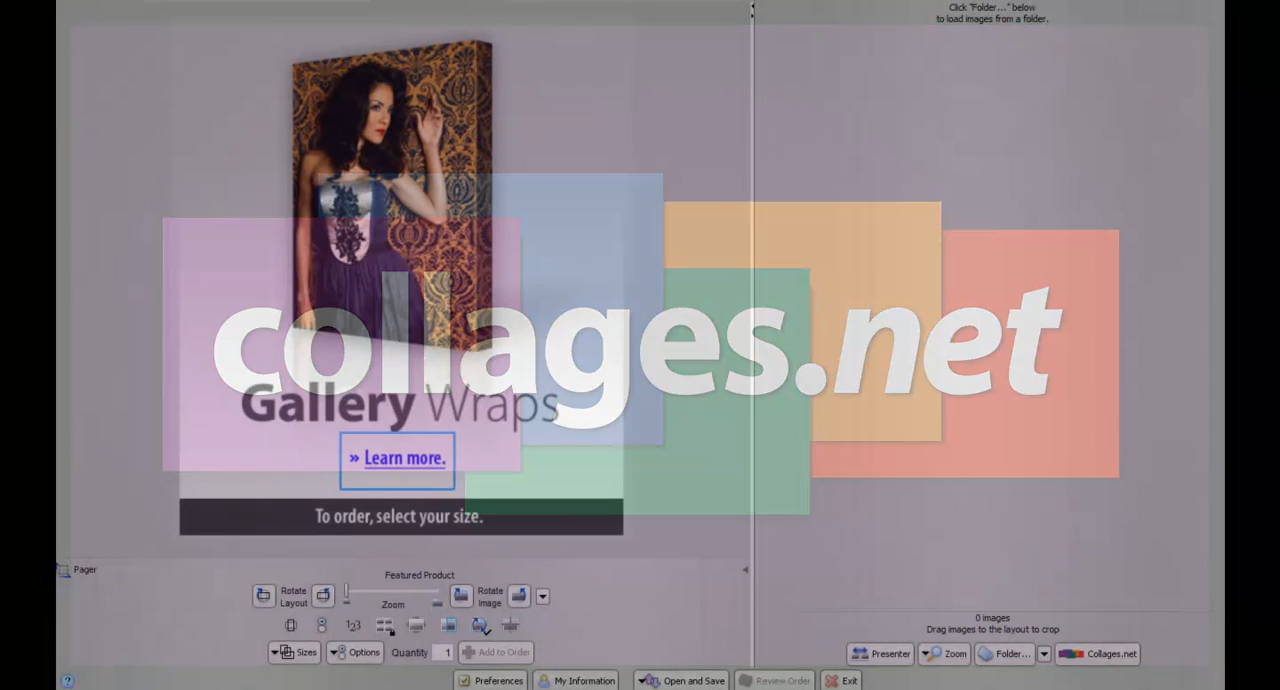 Click "Folder..." below
to load images from a folder.
collages.net
Gallery Wraps
» Learn more.
To order, select your size.
Pager
Featured Product
Rotate
Layout
Zoom
Rotate
Image
123
Sizes
Options
Quantity 1
Add to Order
0 images
Drag images to the layout to crop
Presenter
Zoom
Folder...
Collages.net
?
Preferences
My Information
Open and Save
Review Order
Exit